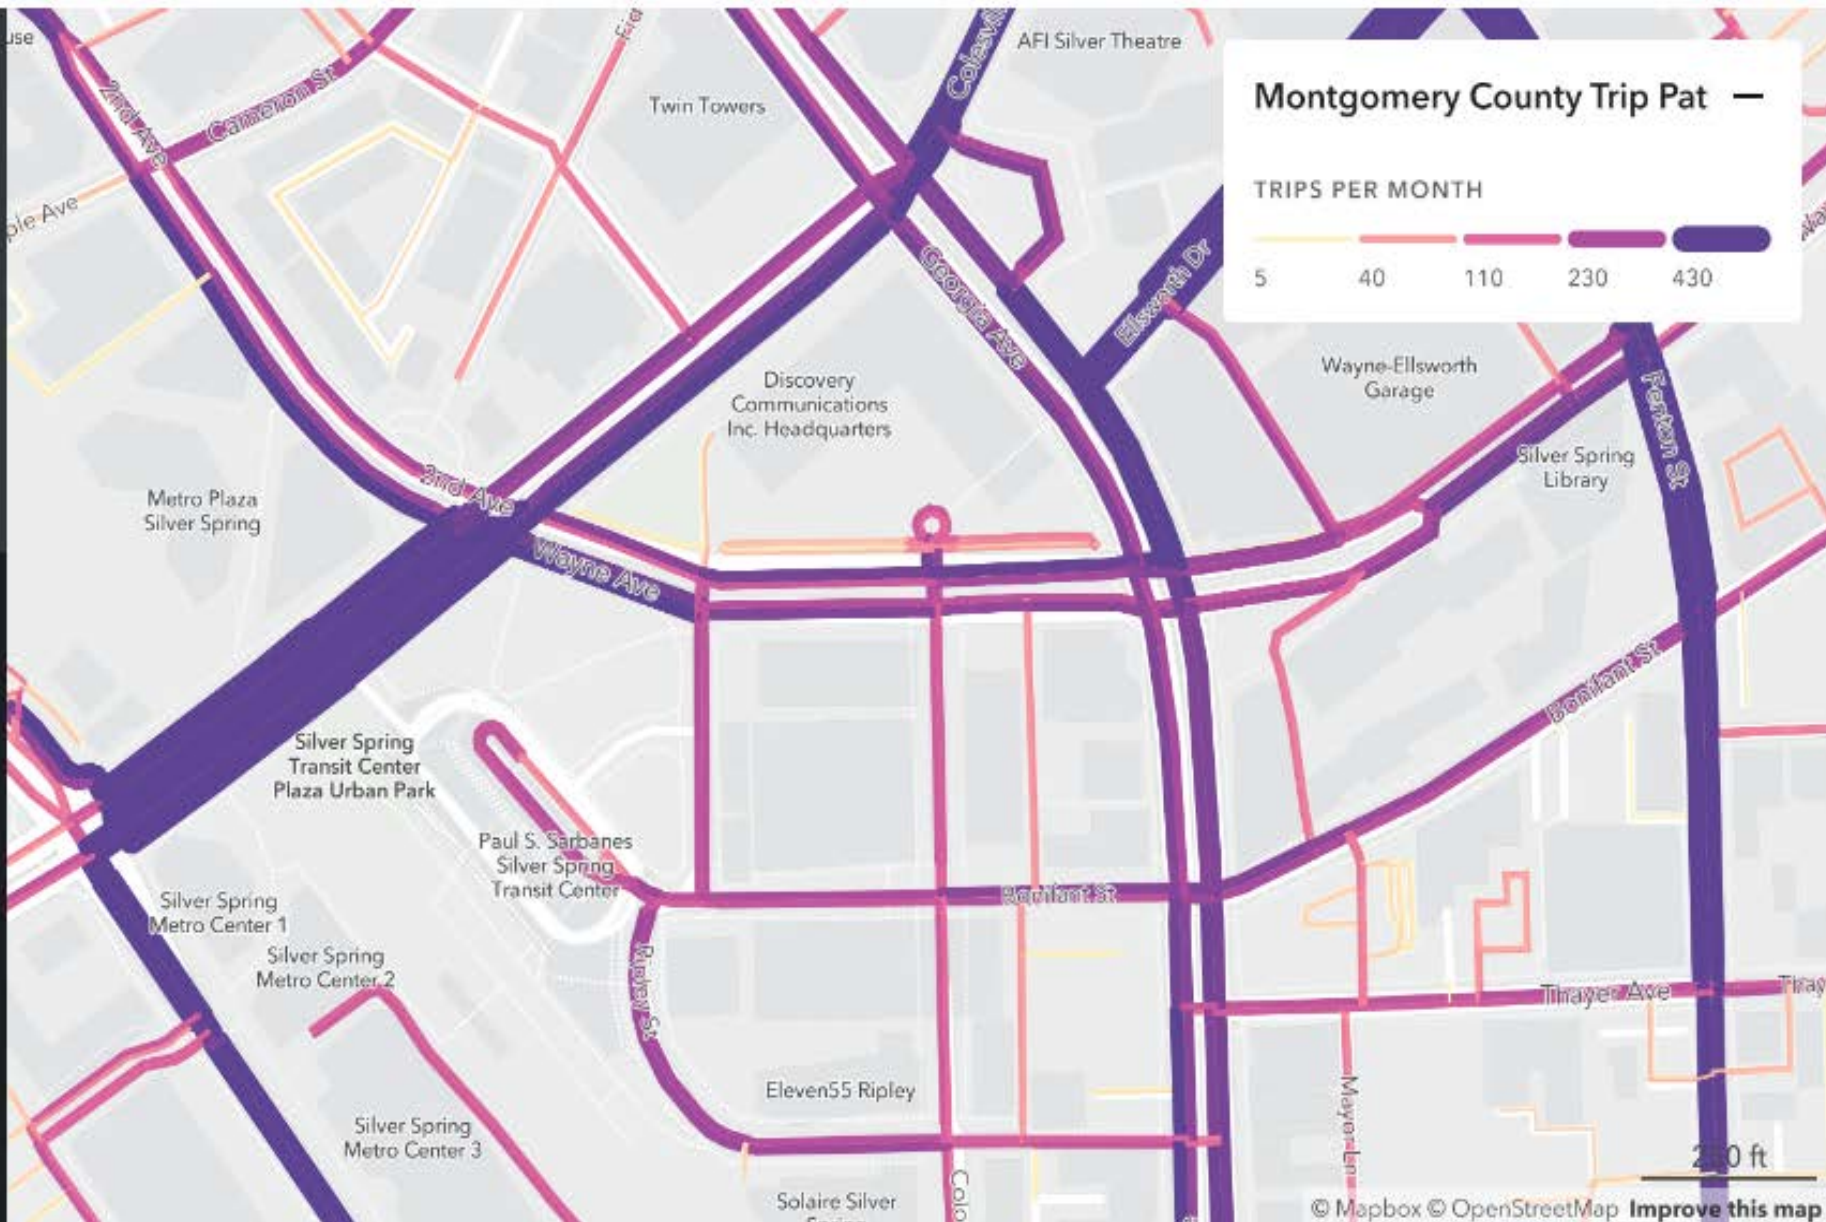 AFI Silver Theatre
Twin Towers
2nd Ave
Cameron St
Montgomery County Trip Pat
TRIPS PER MONTH
5 40 110 230 430
ple Ave
Georgia Ave
Ellsworth Dr
Wayne-Ellsworth
Garage
Discovery
Communications
Inc. Headquarters
Fenton St
Silver Spring
Library
2nd Ave
Metro Plaza
Silver Spring
Wayne Ave
Bonifant St
Silver Spring
Transit Center
Plaza Urban Park
Paul S. Sarbanes
Silver Spring
Transit Center
Bonifant St
Silver Spring
Metro Center 1
Silver Spring
Metro Center 2
Ripley St
Thayer Ave
Thay
Eleven55 Ripley
Mayor Ln
Silver Spring
Metro Center 3
Colo
Solaire Silver
© Mapbox © OpenStreetMap Improve this map